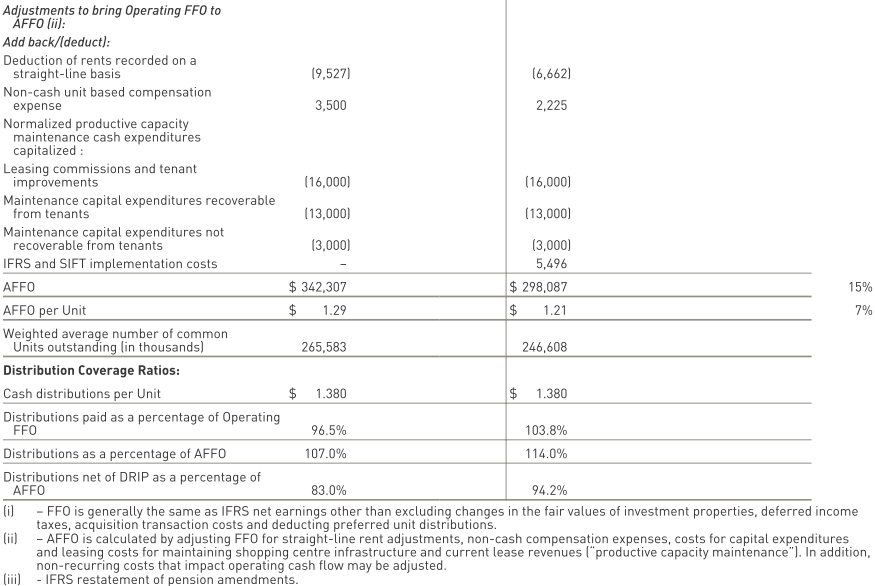 Adjustments to bring Operating FFO to
AFFO (ii):
Add back/(deduct):
Deduction of rents recorded on a
straight-line basis (9,527) (6,662)
Non-cash unit based compensation
expense 3,500 2,225
Normalized productive capacity
maintenance cash expenditures
capitalized :
Leasing commissions and tenant
improvements (16,000) (16,000)
Maintenance capital expenditures recoverable
from tenants (13,000) (13,000)
Maintenance capital expenditures not
recoverable from tenants (3,000) (3,000)
IFRS and SIFT implementation costs – 5,496
AFFO $ 342,307 $ 298,087 15%
AFFO per Unit $ 1.29 $ 1.21 7%
Weighted average number of common
Units outstanding (in thousands) 265,583 246,608
Distribution Coverage Ratios:
Cash distributions per Unit $ 1.380 $ 1.380
Distributions paid as a percentage of Operating
FFO 96.5% 103.8%
Distributions as a percentage of AFFO 107.0% 114.0%
Distributions net of DRIP as a percentage of
AFFO 83.0% 94.2%
(i) – FFO is generally the same as IFRS net earnings other than excluding changes in the fair values of investment properties, deferred income
taxes, acquisition transaction costs and deducting preferred unit distributions.
(ii) – AFFO is calculated by adjusting FFO for straight-line rent adjustments, non-cash compensation expenses, costs for capital expenditures
and leasing costs for maintaining shopping centre infrastructure and current lease revenues ("productive capacity maintenance"). In addition,
non-recurring costs that impact operating cash flow may be adjusted.
(iii) - IFRS restatement of pension amendments.